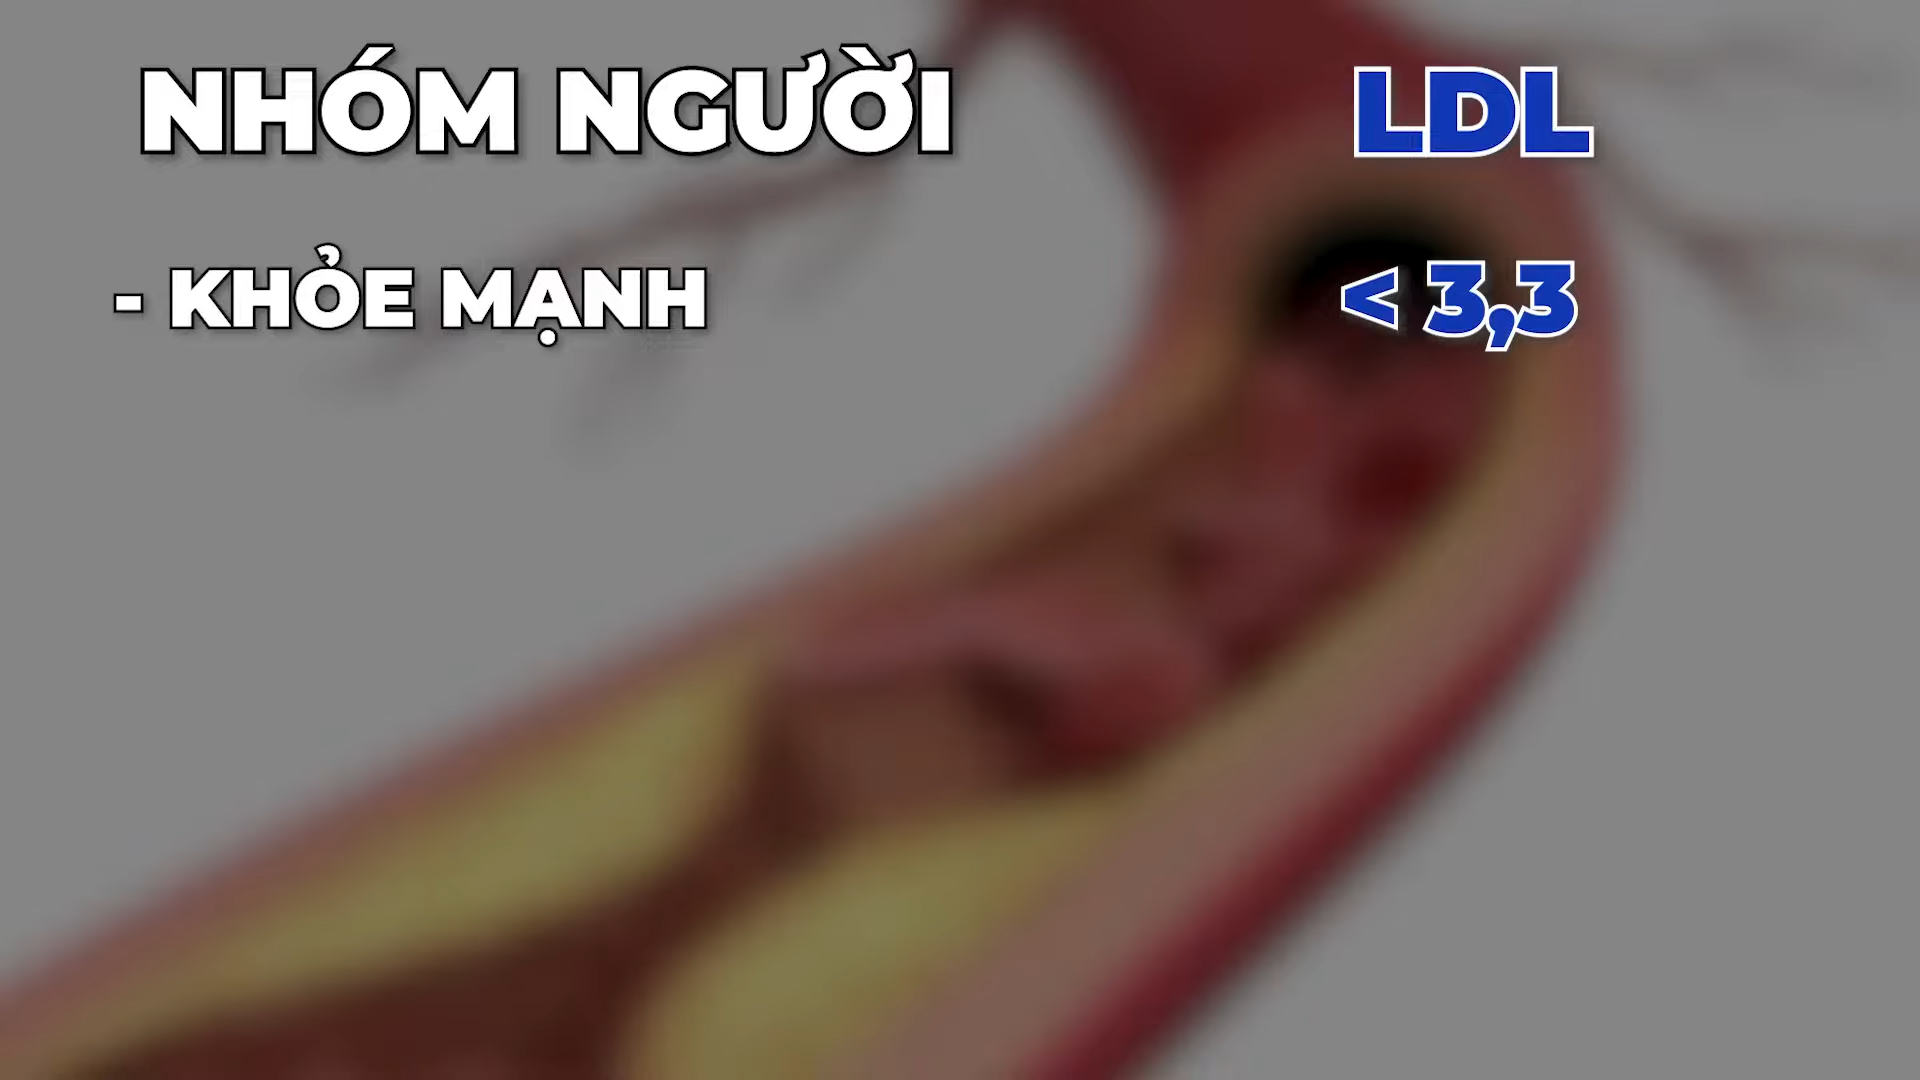 NHÓM NGƯỜI LDL
- KHỎE MẠNH < 3,3